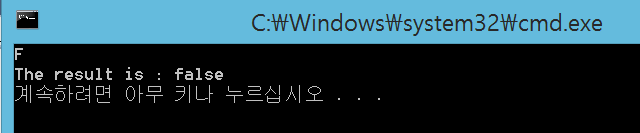 C:₩Windows₩system32₩cmd.exe
F
The result is : false
계속하려면 아무 키나 누르십시오 . . .